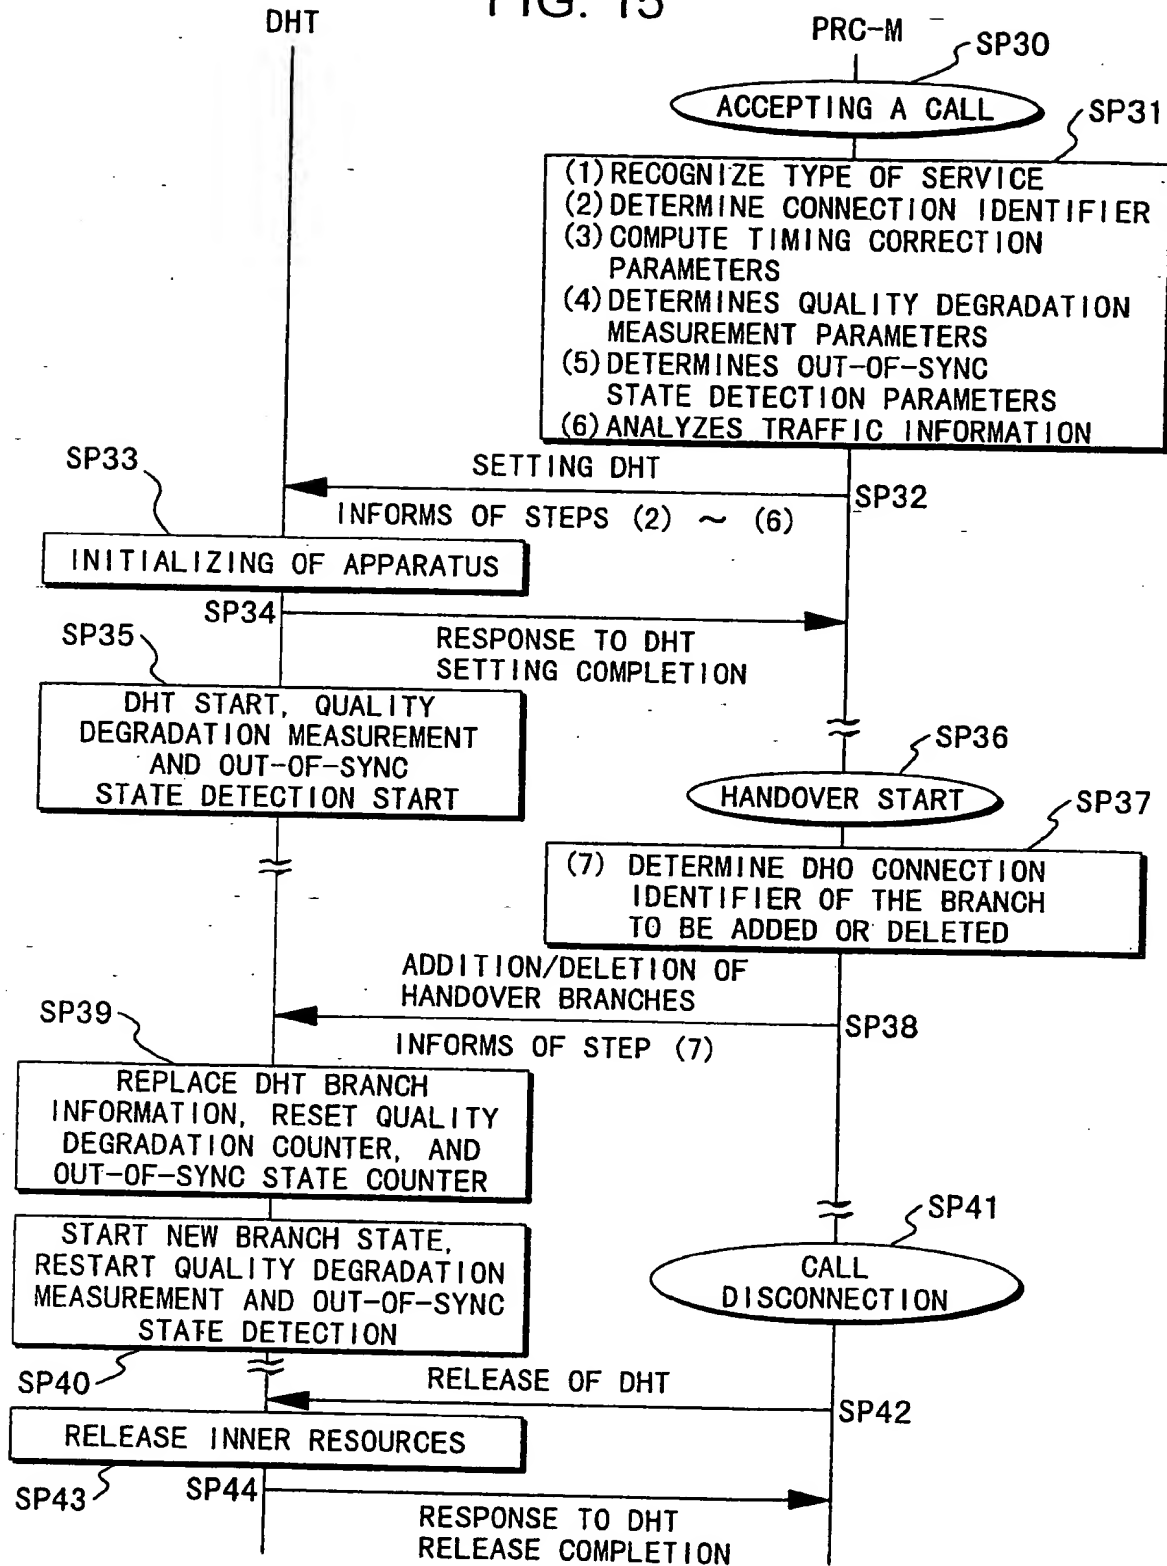 FIG. 15
DHT
PRC-M
SP30
ACCEPTING A CALL
SP31
(1) RECOGNIZE TYPE OF SERVICE
(2) DETERMINE CONNECTION IDENTIFIER
(3) COMPUTE TIMING CORRECTION
PARAMETERS
(4) DETERMINES QUALITY DEGRADATION
MEASUREMENT PARAMETERS
(5) DETERMINES OUT-OF-SYNC
STATE DETECTION PARAMETERS
(6) ANALYZES TRAFFIC INFORMATION
SP33
SETTING DHT
SP32
INFORMS OF STEPS (2) ~ (6)
INITIALIZING OF APPARATUS
SP34
SP35
RESPONSE TO DHT
SETTING COMPLETION
DHT START, QUALITY
DEGRADATION MEASUREMENT
AND OUT-OF-SYNC
STATE DETECTION START
SP36
HANDOVER START
SP37
(7) DETERMINE DHO CONNECTION
IDENTIFIER OF THE BRANCH
TO BE ADDED OR DELETED
ADDITION/DELETION OF
HANDOVER BRANCHES
SP39
SP38
INFORMS OF STEP (7)
REPLACE DHT BRANCH
INFORMATION, RESET QUALITY
DEGRADATION COUNTER, AND
OUT-OF-SYNC STATE COUNTER
SP41
START NEW BRANCH STATE,
RESTART QUALITY DEGRADATION
MEASUREMENT AND OUT-OF-SYNC
STATE DETECTION
CALL
DISCONNECTION
SP40
RELEASE OF DHT
SP42
RELEASE INNER RESOURCES
SP43
SP44
RESPONSE TO DHT
RELEASE COMPLETION